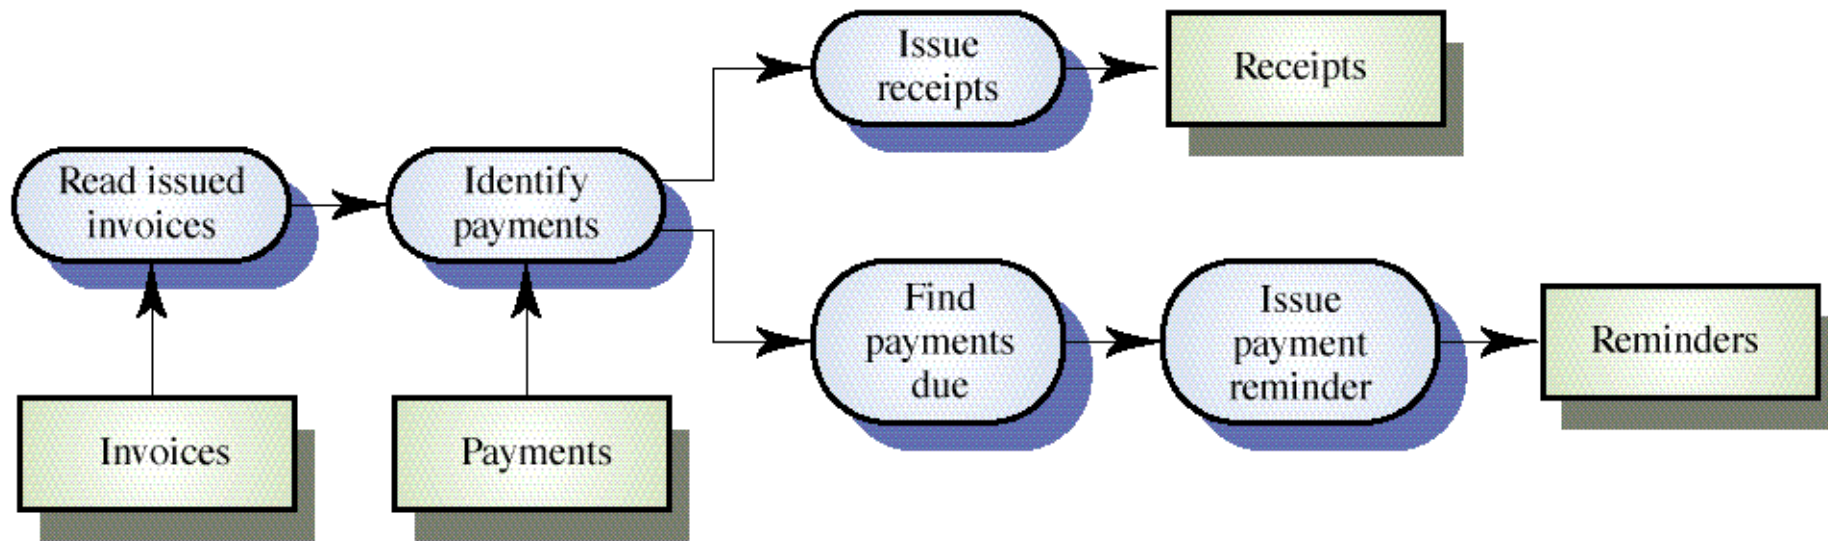 Issue
receipts
Receipts
Read issued
invoices
Identify
payments
Find
payments
due
Issue
payment
reminder
Reminders
Invoices
Payments